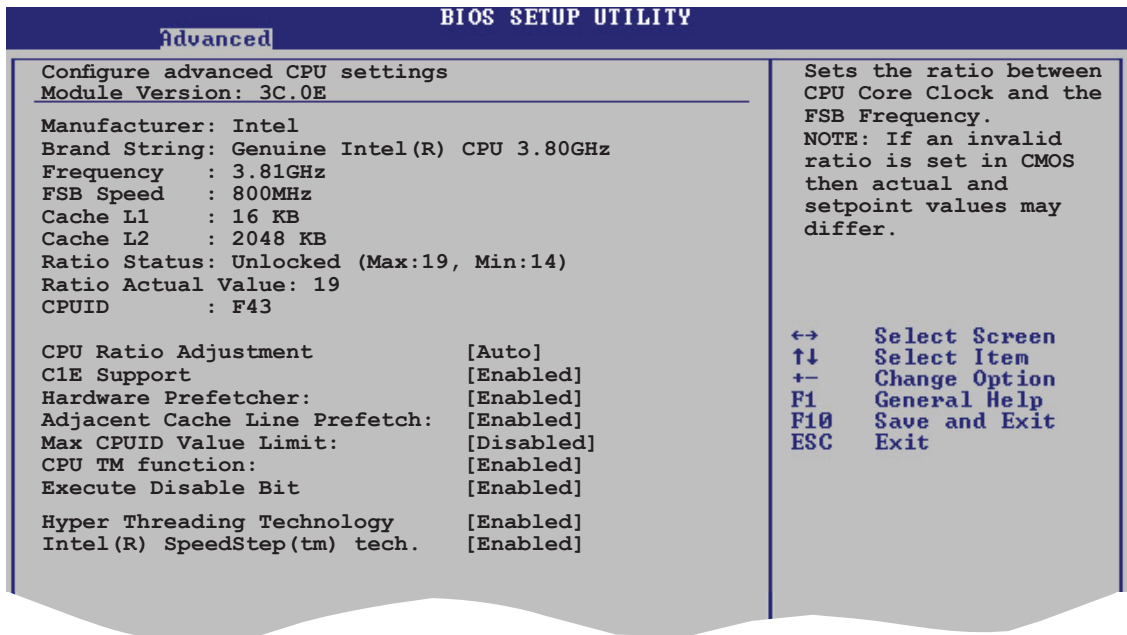 BIOS SETUP UTILITY
Advanced
Configure advanced CPU settings
Module Version: 3C.0E
Manufacturer: Intel
Brand String: Genuine Intel(R) CPU 3.80GHz
Frequency : 3.81GHz
FSB Speed : 800MHz
Cache L1 : 16 KB
Cache L2 : 2048 KB
Ratio Status: Unlocked (Max:19, Min:14)
Ratio Actual Value: 19
CPUID : F43
CPU Ratio Adjustment [Auto]
C1E Support [Enabled]
Hardware Prefetcher: [Enabled]
Adjacent Cache Line Prefetch: [Enabled]
Max CPUID Value Limit: [Disabled]
CPU TM function: [Enabled]
Execute Disable Bit [Enabled]
Hyper Threading Technology [Enabled]
Intel(R) SpeedStep(tm) tech. [Enabled]
Sets the ratio between
CPU Core Clock and the
FSB Frequency.
NOTE: If an invalid
ratio is set in CMOS
then actual and
setpoint values may
differ.
←→ Select Screen
↑↓ Select Item
+- Change Option
F1 General Help
F10 Save and Exit
ESC Exit